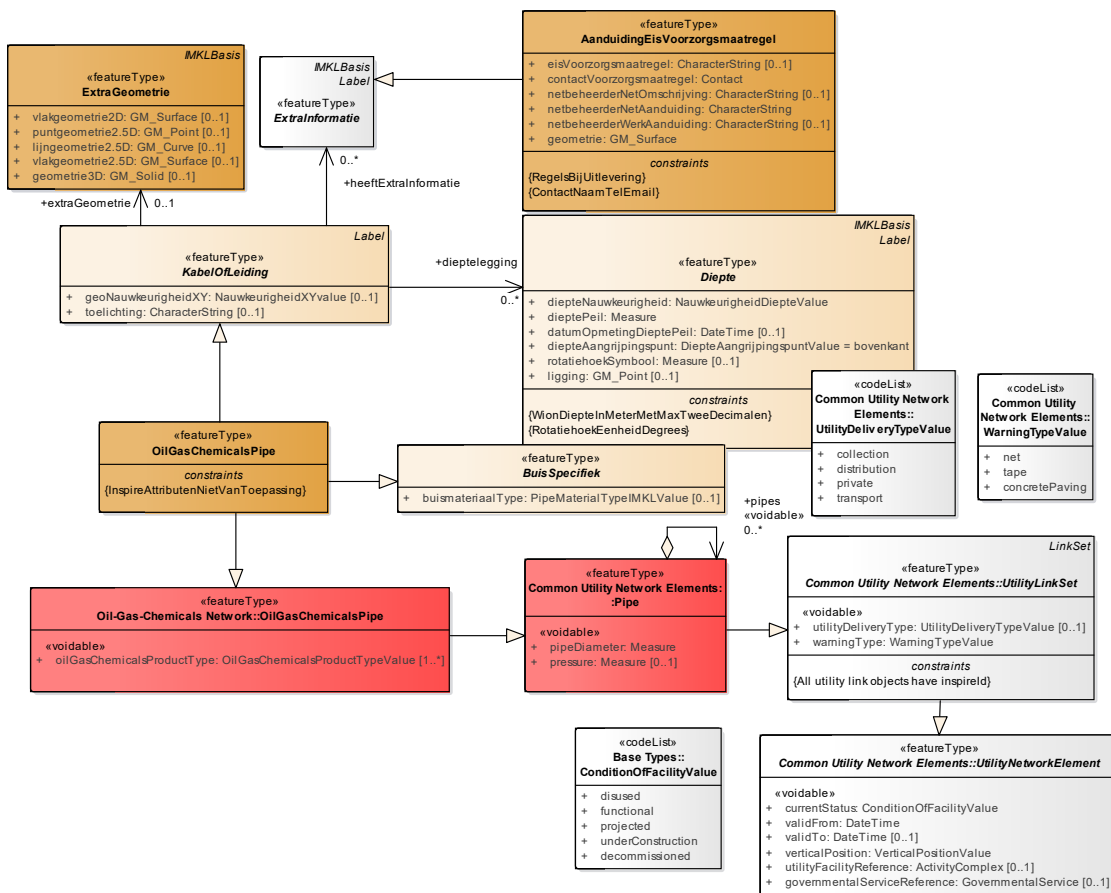 IMKLBasis
«featureType»
ExtraGeometrie
+ vlakgeometrie2D: GM_Surface [0..1]
+ puntgeometrie2.5D: GM_Point [0..1]
+ lijngeometrie2.5D: GM_Curve [0..1]
+ vlakgeometrie2.5D: GM_Surface [0..1]
+ geometrie3D: GM_Solid [0..1]
IMKLBasis
Label
«featureType»
ExtraInformatie
«featureType»
AanduidingEisVoorzorgsmaatregel
+ eisVoorzorgsmaatregel: CharacterString [0..1]
+ contactVoorzorgsmaatregel: Contact
+ netbeheerderNetOmschrijving: CharacterString [0..1]
+ netbeheerderNetAanduiding: CharacterString
+ netbeheerderWerkAanduiding: CharacterString [0..1]
+ geometrie: GM_Surface
constraints
{RegelsBijUitlevering}
{ContactNaamTelEmail}
+extraGeometrie
0..1
0..*
+heeftExtraInformatie
Label
«featureType»
KabelOfLeiding
+ geoNauwkeurigheidXY: NauwkeurigheidXYvalue [0..1]
+ toelichting: CharacterString [0..1]
+dieptelegging
0..*
IMKLBasis
Label
«featureType»
Diepte
+ diepteNauwkeurigheid: NauwkeurigheidDiepteValue
+ dieptePeil: Measure
+ datumOpmetingDieptePeil: DateTime [0..1]
+ diepteAangrijpingspunt: DiepteAangrijpingspuntValue = bovenkant
+ rotatiehoekSymbool: Measure [0..1]
+ ligging: GM_Point [0..1]
constraints
{WionDiepteInMeterMetMaxTweeDecimalen}
{RotatiehoekEenheidDegrees}
«codeList»
Common Utility Network
Elements::
UtilityDeliveryTypeValue
+ collection
+ distribution
+ private
+ transport
«codeList»
Common Utility
Network Elements::
WarningTypeValue
+ net
+ tape
+ concretePaving
«featureType»
OilGasChemicalsPipe
constraints
{InspireAttributenNietVanToepassing}
«featureType»
BuisSpecifiek
+ buismateriaalType: PipeMaterialTypeIMKLValue [0..1]
+pipes
«voidable»
0..*
«featureType»
Oil-Gas-Chemicals Network::OilGasChemicalsPipe
«voidable»
+ oilGasChemicalsProductType: OilGasChemicalsProductTypeValue [1..*]
«featureType»
Common Utility Network Elements:
:Pipe
«voidable»
+ pipeDiameter: Measure
+ pressure: Measure [0..1]
LinkSet
«featureType»
Common Utility Network Elements::UtilityLinkSet
«voidable»
+ utilityDeliveryType: UtilityDeliveryTypeValue [0..1]
+ warningType: WarningTypeValue
constraints
{All utility link objects have inspireId}
«codeList»
Base Types::
ConditionOfFacilityValue
+ disused
+ functional
+ projected
+ underConstruction
+ decommissioned
«featureType»
Common Utility Network Elements::UtilityNetworkElement
«voidable»
+ currentStatus: ConditionOfFacilityValue
+ validFrom: DateTime
+ validTo: DateTime [0..1]
+ verticalPosition: VerticalPositionValue
+ utilityFacilityReference: ActivityComplex [0..1]
+ governmentalServiceReference: GovernmentalService [0..1]